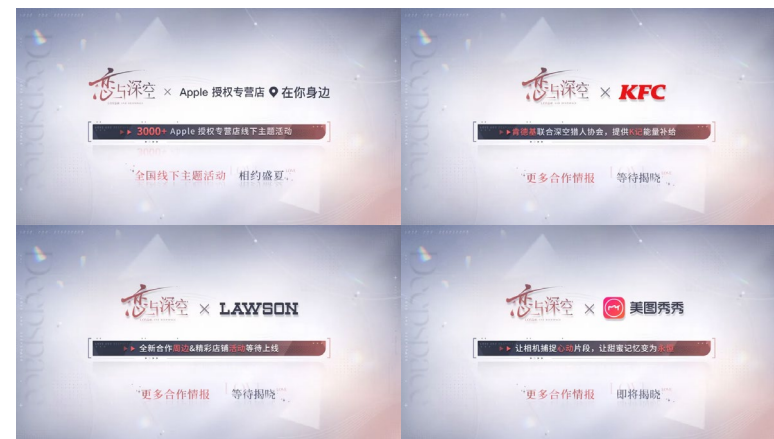 恋与深空 × Apple 授权专营店 在你身边
▸▸ 3000+ Apple 授权专营店线下主题活动
全国线下主题活动 相约盛夏
恋与深空 × KFC
▸▸肯德基联合深空猎人协会，提供K记能量补给
更多合作情报 等待揭晓
恋与深空 × LAWSON
▸▸ 全新合作周边&精彩店铺活动等待上线
更多合作情报 等待揭晓
恋与深空 × 美图秀秀
▸▸ 让相机捕捉心动片段，让甜蜜记忆变为永恒
更多合作情报 即将揭晓